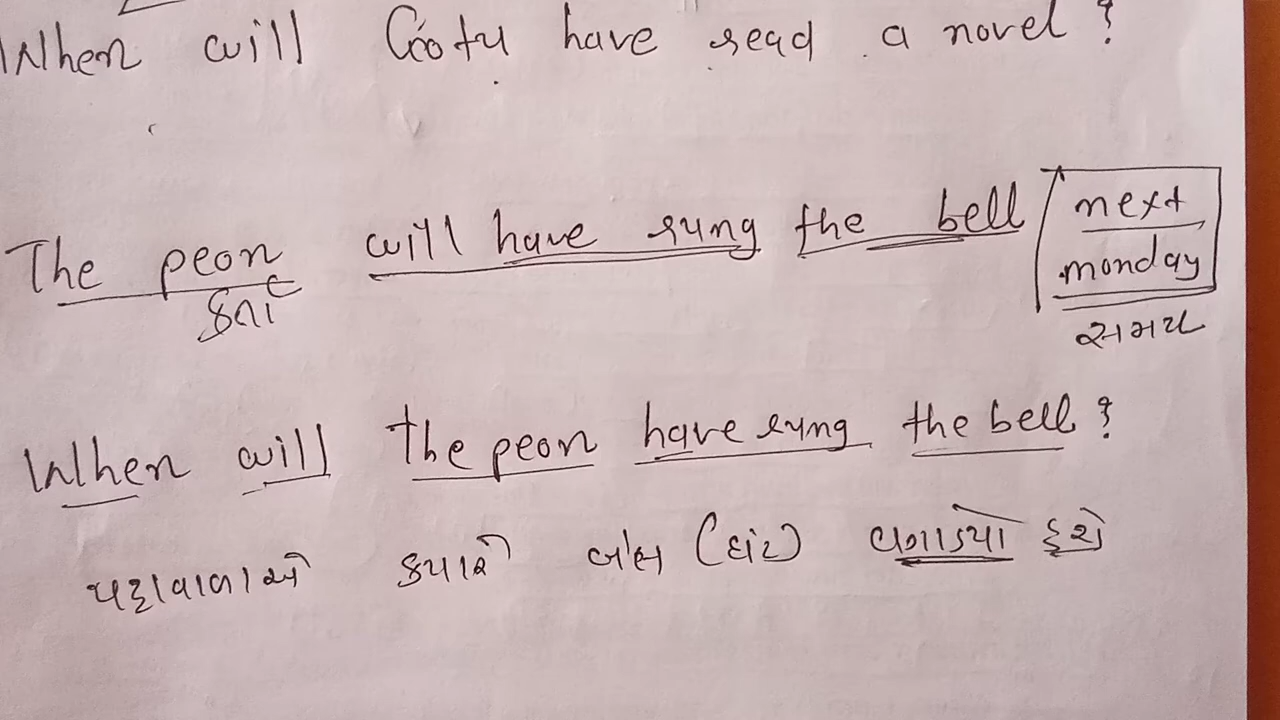 When will Gotu have read a novel?
The peon will have rung the bell next
monday
કર્તા
સમય
When will the peon have rung the bell?
પટ્ટાવાળાએ ક્યારે બેલ (ઘંટ) વગાડ્યો હશે